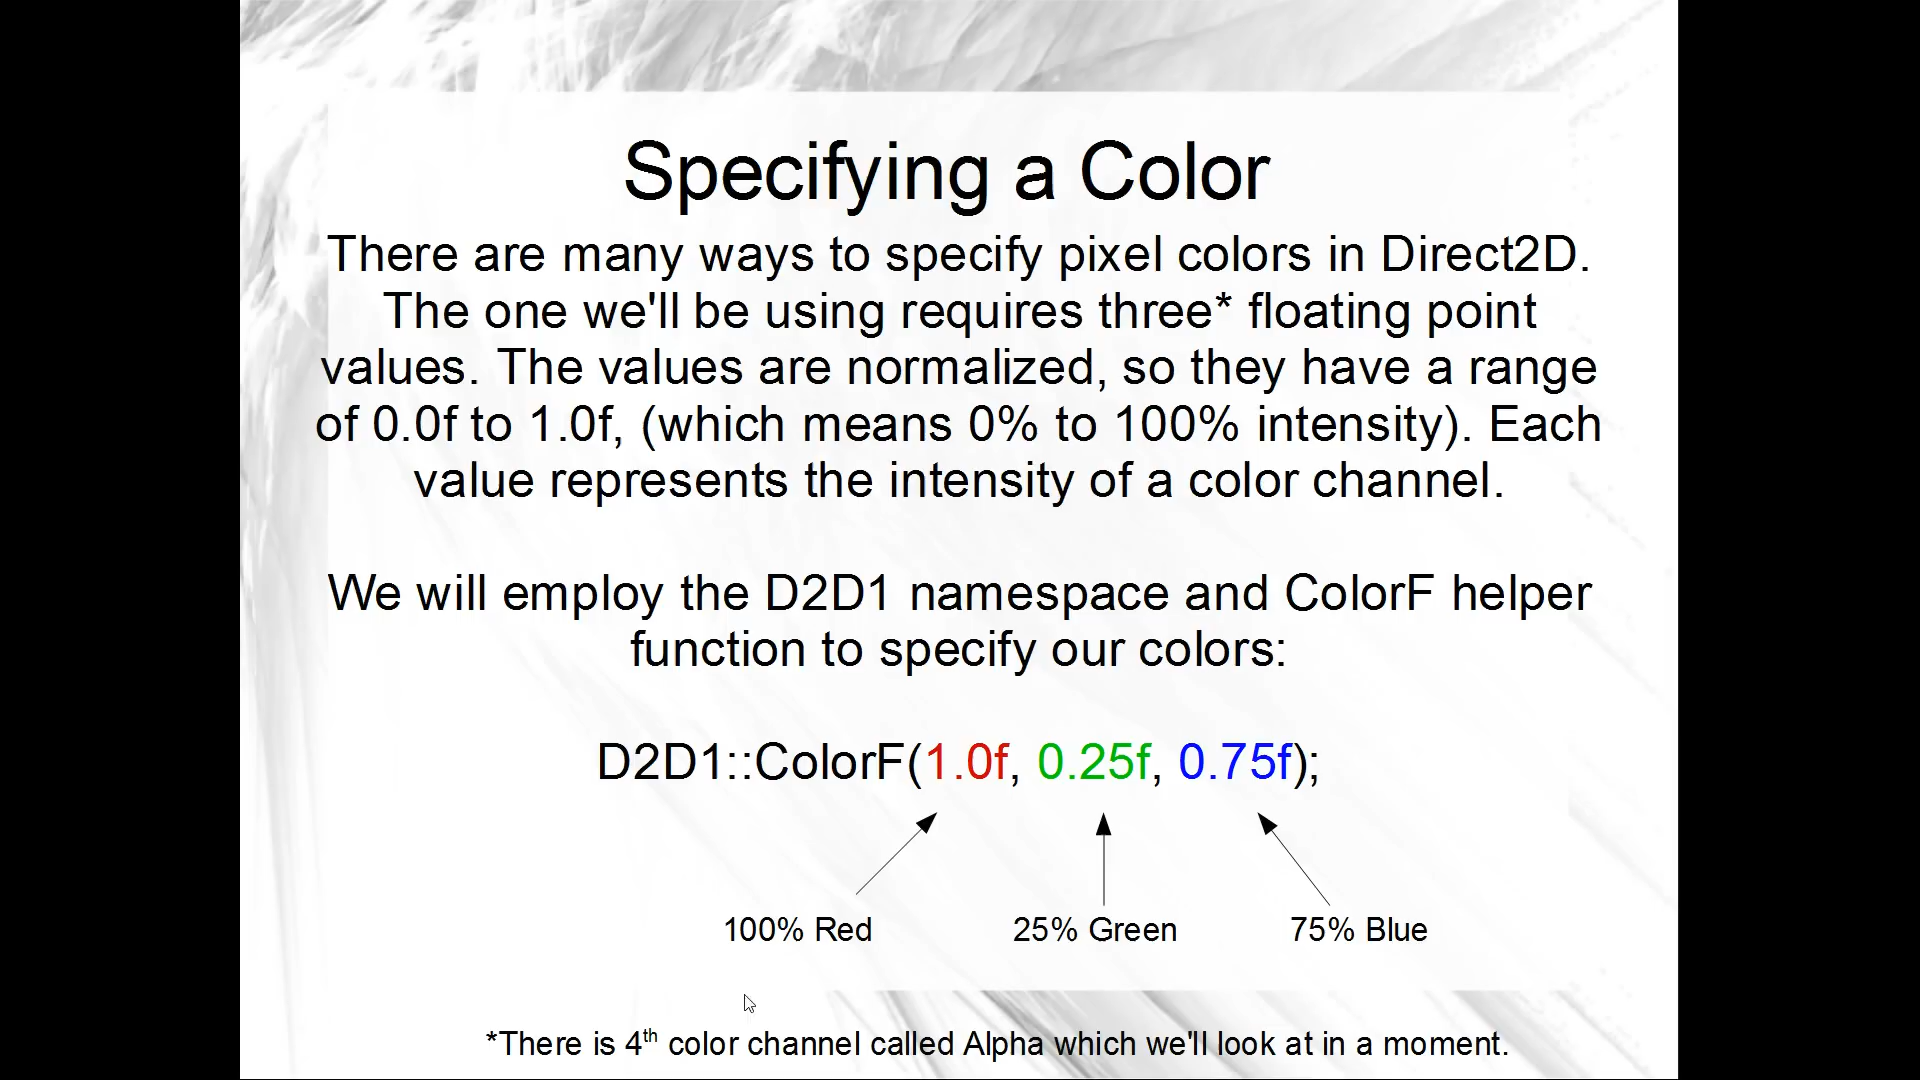 Specifying a Color
There are many ways to specify pixel colors in Direct2D.
The one we'll be using requires three* floating point
values. The values are normalized, so they have a range
of 0.0f to 1.0f, (which means 0% to 100% intensity). Each
value represents the intensity of a color channel.
We will employ the D2D1 namespace and ColorF helper
function to specify our colors:
D2D1::ColorF(1.0f, 0.25f, 0.75f);
100% Red 25% Green 75% Blue
*There is 4th color channel called Alpha which we'll look at in a moment.